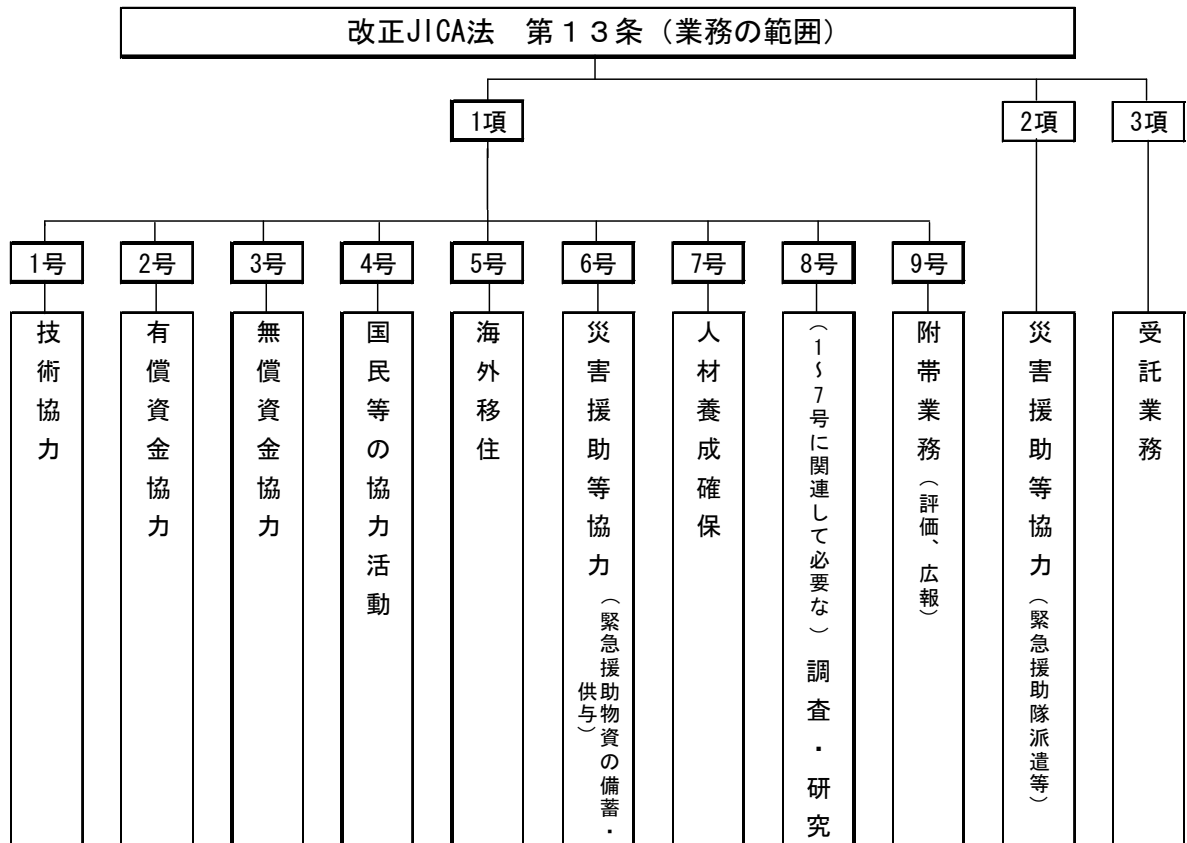 改正JICA法　第１３条（業務の範囲）
1項
2項
3項
1号
2号
3号
4号
5号
6号
7号
8号
9号
技術協力
有償資金協力
無償資金協力
国民等の協力活動
海外移住
災害援助等協力（緊急援助物資の備蓄・
供与）
人材養成確保
（1～7号に関連して必要な）調査・研究
附帯業務（評価、広報）
災害援助等協力（緊急援助隊派遣等）
受託業務